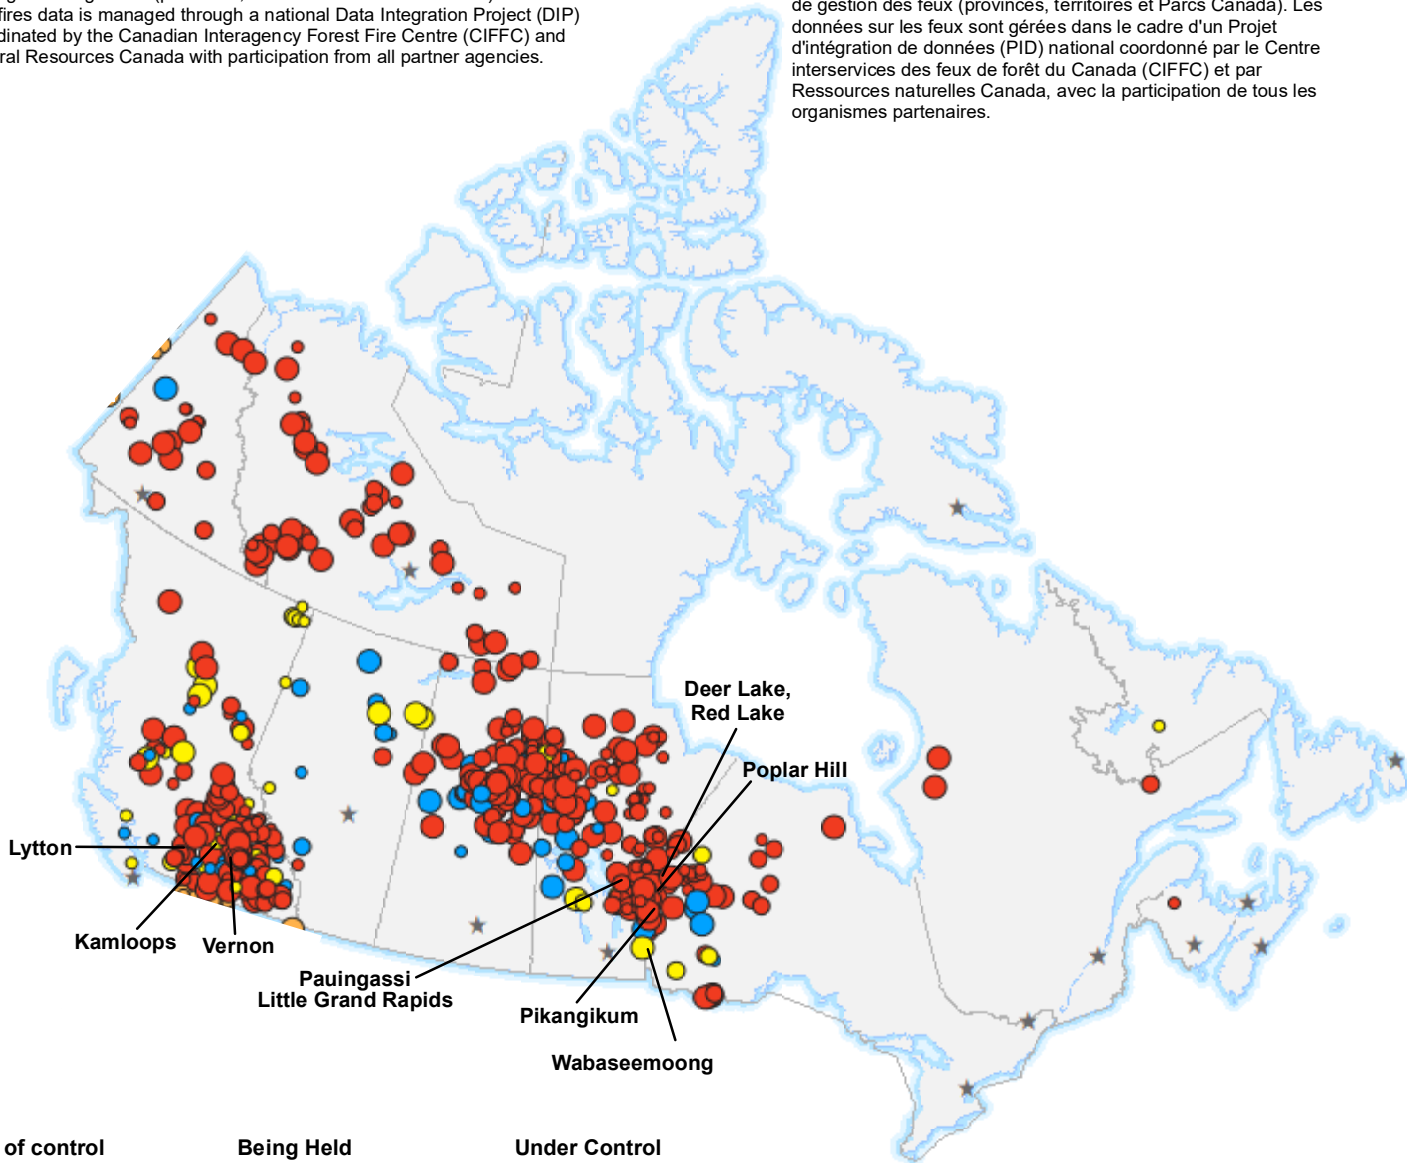 fires data is managed through a national Data Integration Project (DIP)
dinated by the Canadian Interagency Forest Fire Centre (CIFFC) and
ral Resources Canada with participation from all partner agencies.
de gestion des feux (provinces, territoires et Parcs Canada). Les
données sur les feux sont gérées dans le cadre d'un Projet
d'intégration de données (PID) national coordonné par le Centre
interservices des feux de forêt du Canada (CIFFC) et par
Ressources naturelles Canada, avec la participation de tous les
organismes partenaires.
Deer Lake,
Red Lake
Poplar Hill
Lytton
Kamloops
Vernon
Pauingassi
Little Grand Rapids
Pikangikum
Wabaseemoong
of control
Being Held
Under Control